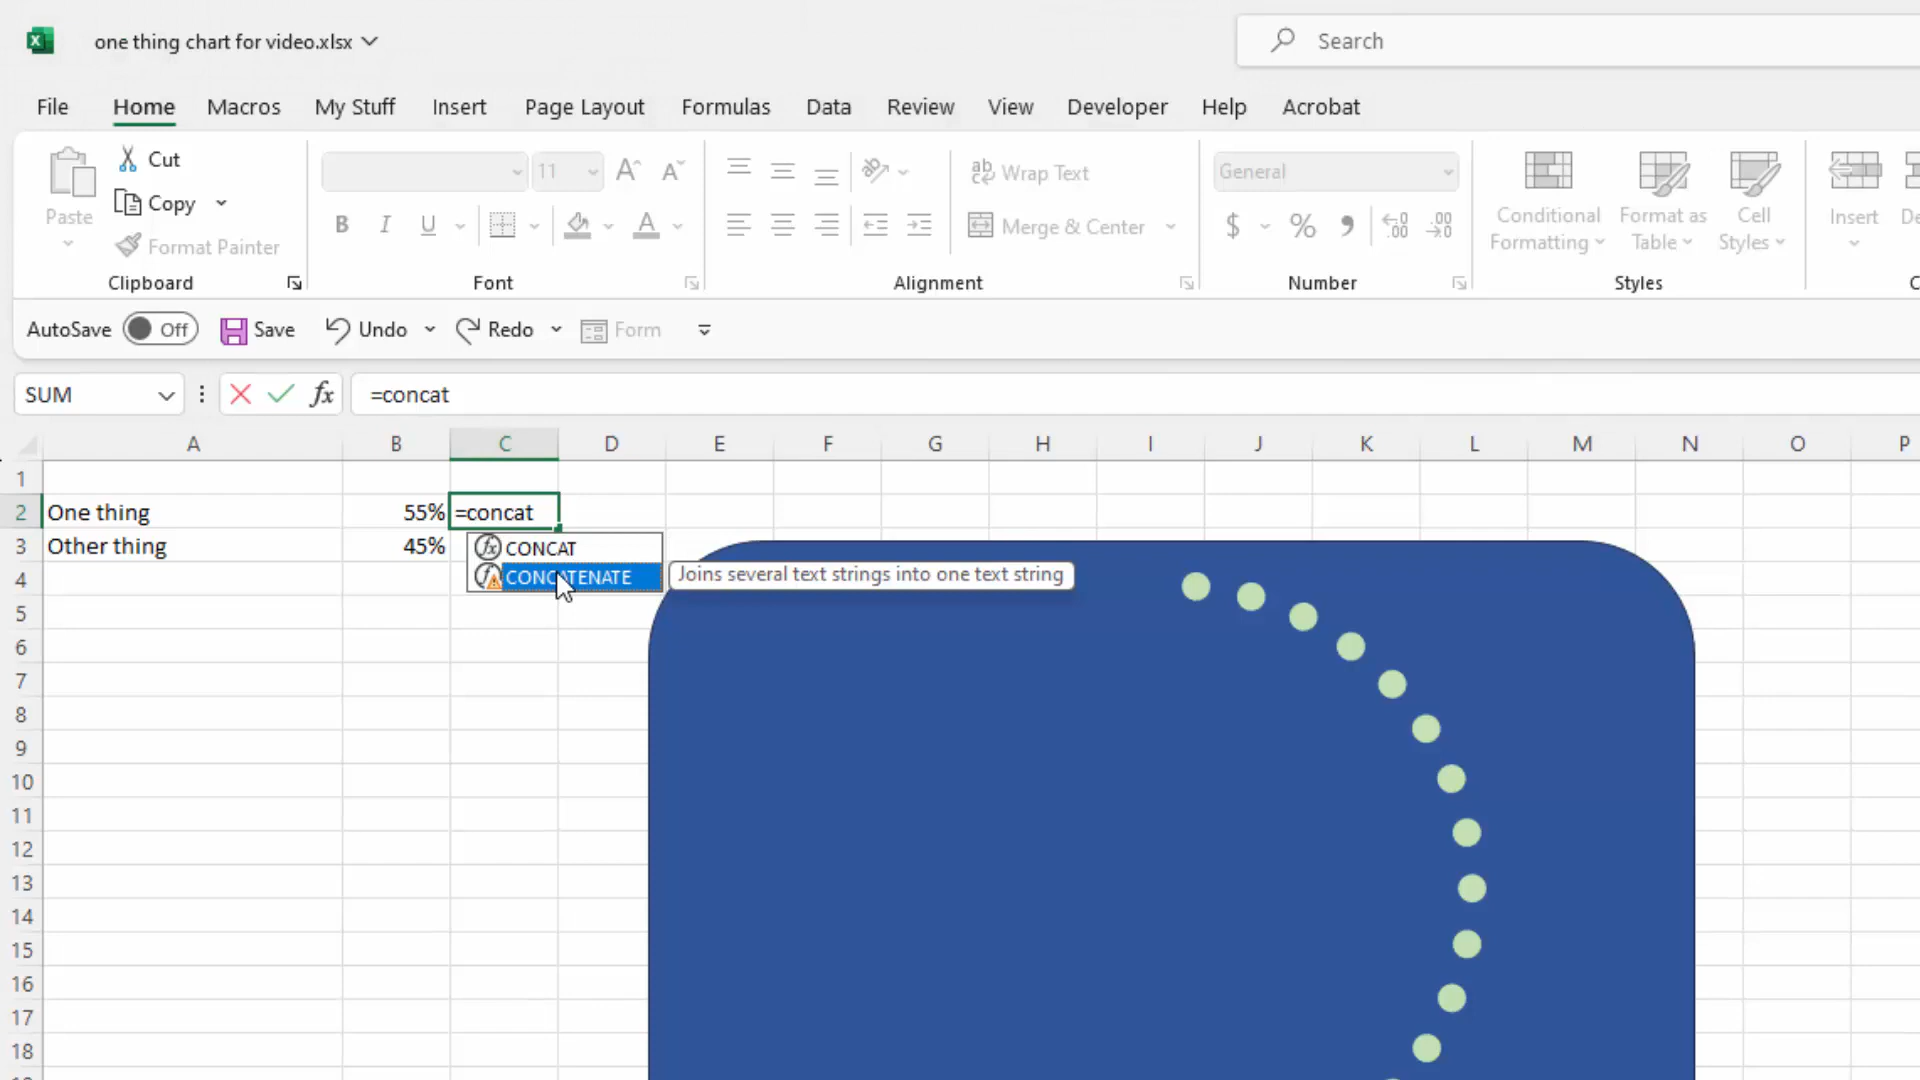 one thing chart for video.xlsx
Search
File Home Macros My Stuff Insert Page Layout Formulas Data Review View Developer Help Acrobat
Paste
Cut
Copy
Format Painter
Clipboard
11
B I U
Font
Wrap Text
Merge & Center
Alignment
General
$ %
Number
Conditional Formatting
Format as Table
Cell Styles
Styles
Insert
AutoSave Off Save Undo Redo Form
SUM fx =concat
A B C D E F G H I J K L M N O P
1
2 One thing 55% =concat
3 Other thing 45%
CONCAT
CONCATENATE
Joins several text strings into one text string
4
5
6
7
8
9
10
11
12
13
14
15
16
17
18